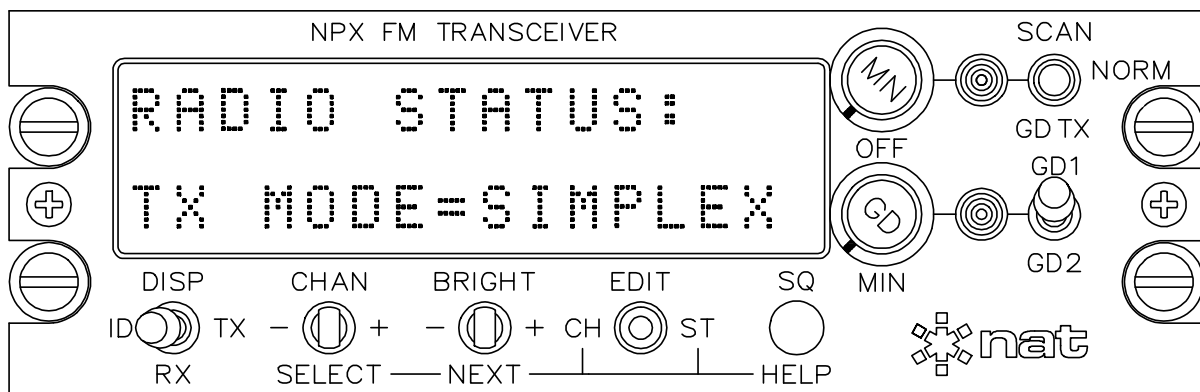 NPX FM TRANSCEIVER
SCAN
RADIO STATUS:
MN
NORM
OFF
GD TX
TX MODE=SIMPLEX
GD1
GD
GD2
MIN
DISP CHAN BRIGHT EDIT SQ
ID TX - + - + CH ST
RX SELECT NEXT HELP
nat